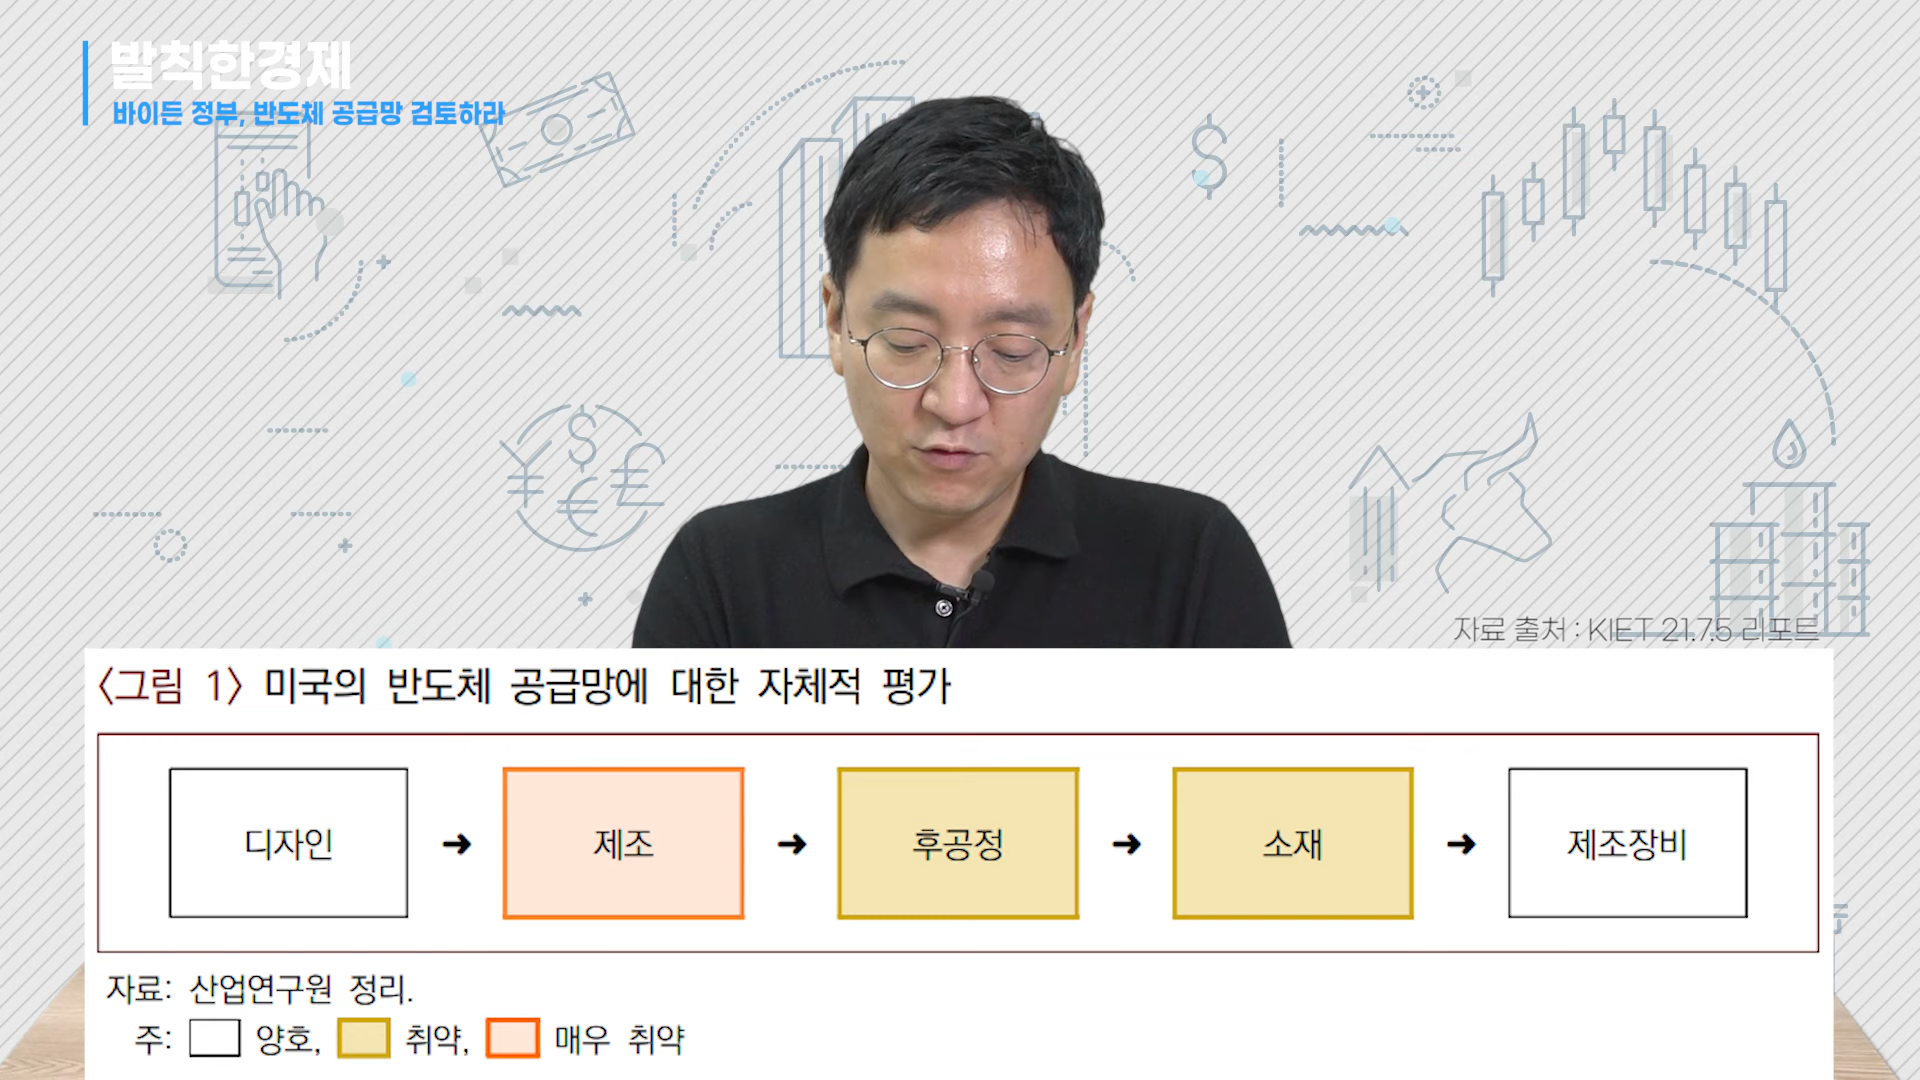 발칙한경제
바이든 정부, 반도체 공급망 검토하라
자료 출처 : KIET 21.7.5 리포트
<그림 1> 미국의 반도체 공급망에 대한 자체적 평가
디자인 → 제조 → 후공정 → 소재 → 제조장비
자료: 산업연구원 정리.
주: 양호, 취약, 매우 취약